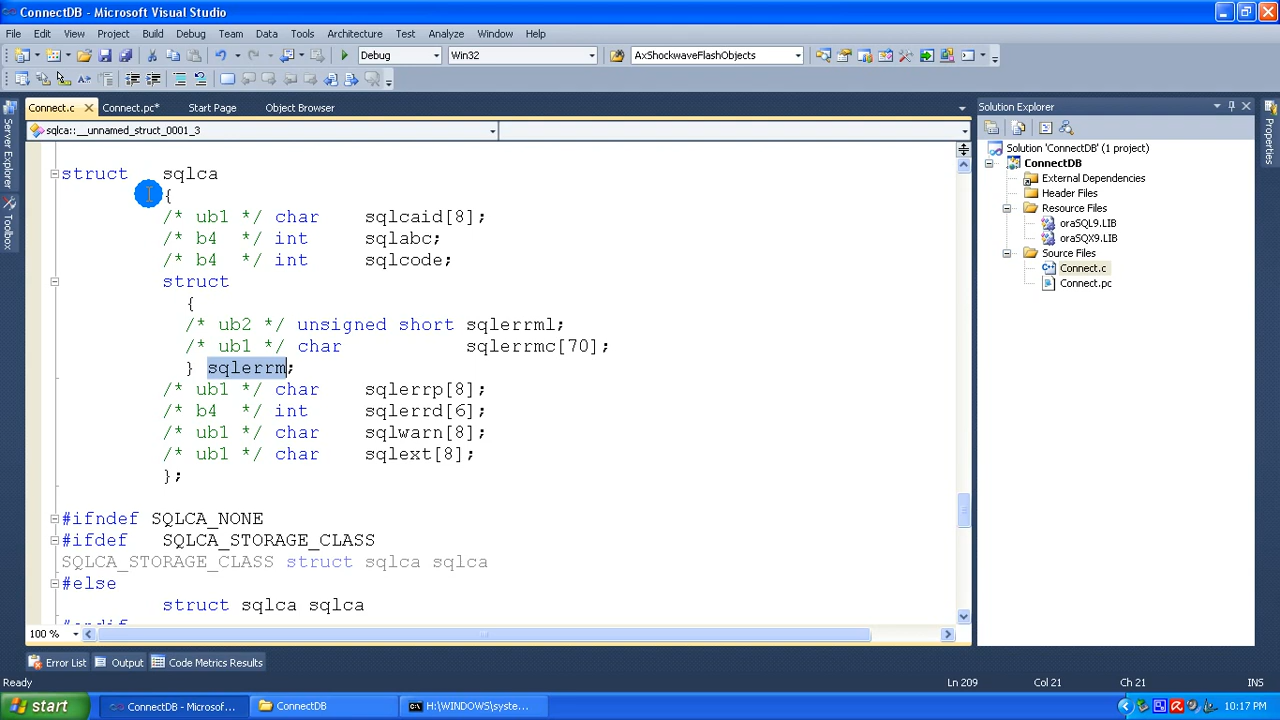 ConnectDB - Microsoft Visual Studio
File Edit View Project Build Debug Team Data Tools Architecture Test Analyze Window Help
Debug Win32 AxShockwaveFlashObjects
Connect.c Connect.pc* Start Page Object Browser
sqlca::__unnamed_struct_0001_3
Server Explorer
Toolbox
struct sqlca
{
/* ub1 */ char sqlcaid[8];
/* b4 */ int sqlabc;
/* b4 */ int sqlcode;
struct
{
/* ub2 */ unsigned short sqlerrml;
/* ub1 */ char sqlerrmc[70];
} sqlerrm;
/* ub1 */ char sqlerrp[8];
/* b4 */ int sqlerrd[6];
/* ub1 */ char sqlwarn[8];
/* ub1 */ char sqlext[8];
};
#ifndef SQLCA_NONE
#ifdef SQLCA_STORAGE_CLASS
SQLCA_STORAGE_CLASS struct sqlca sqlca
#else
struct sqlca sqlca
#endif
100 %
Solution Explorer
Solution 'ConnectDB' (1 project)
ConnectDB
External Dependencies
Header Files
Resource Files
oraSQL9.LIB
oraSQX9.LIB
Source Files
Connect.c
Connect.pc
Properties
Error List Output Code Metrics Results
Ready Ln 209 Col 21 Ch 21 INS
start ConnectDB - Microsof... ConnectDB H:\WINDOWS\syste... 10:17 PM